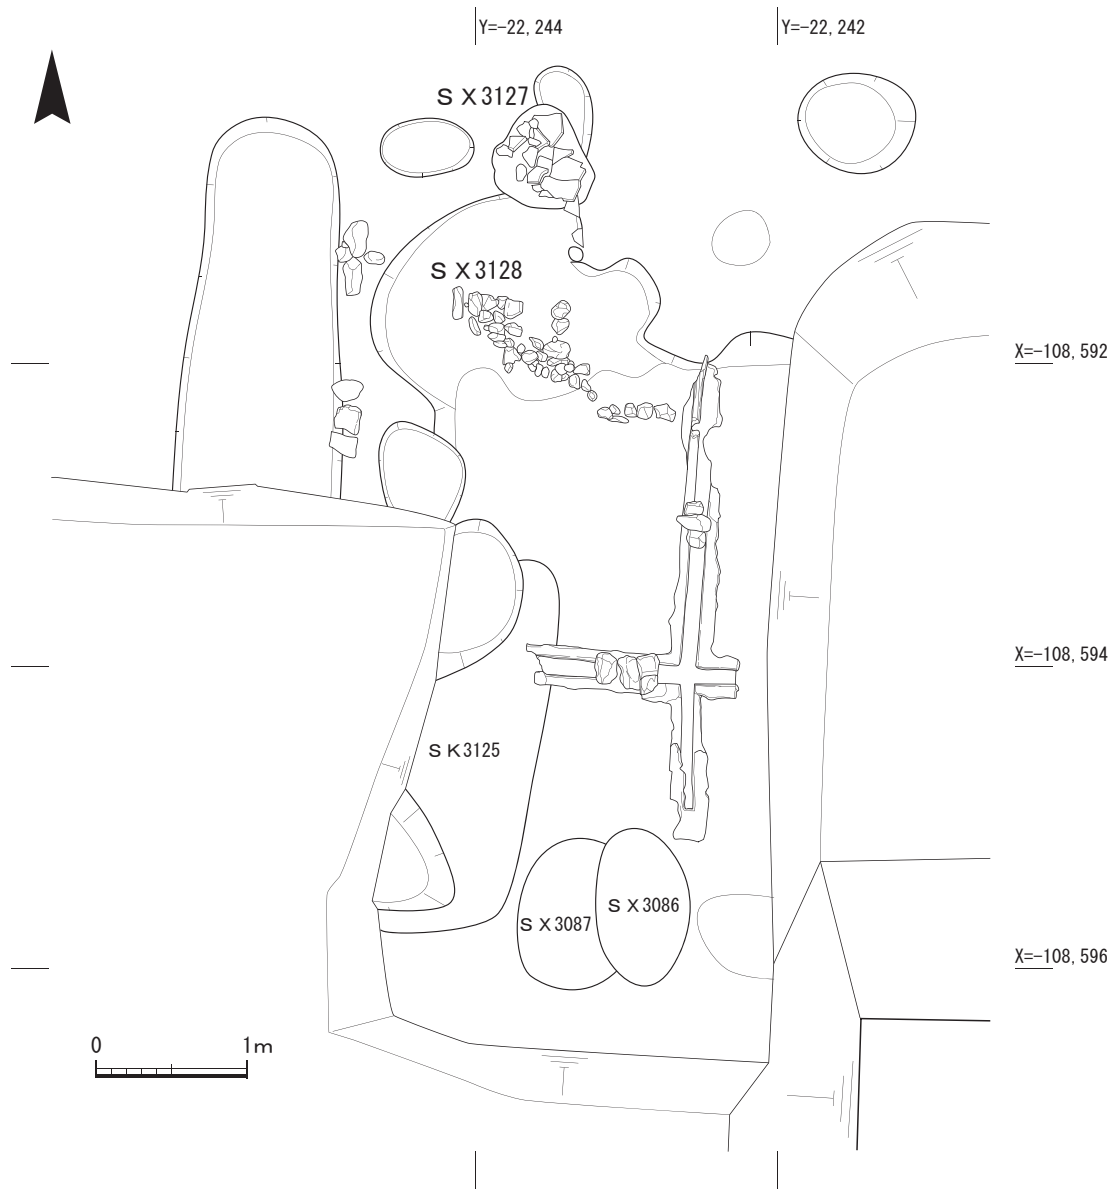 Y=-22,244
Y=-22,242
SX3127
SX3128
X=-108,592
X=-108,594
SK3125
SX3086
SX3087
X=-108,596
0 1m